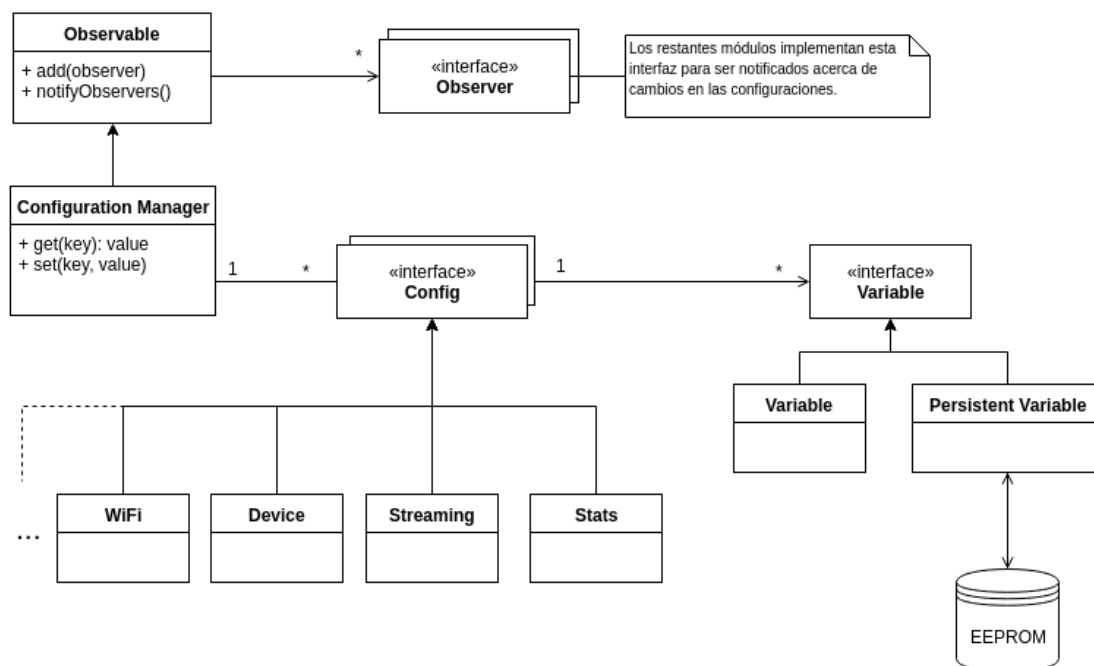 Observable
+ add(observer)
+ notifyObservers()
*
«interface»
Observer
Los restantes módulos implementan esta
interfaz para ser notificados acerca de
cambios en las configuraciones.
Configuration Manager
+ get(key): value
+ set(key, value)
1
*
«interface»
Config
1
*
«interface»
Variable
Variable
Persistent Variable
...
WiFi
Device
Streaming
Stats
EEPROM